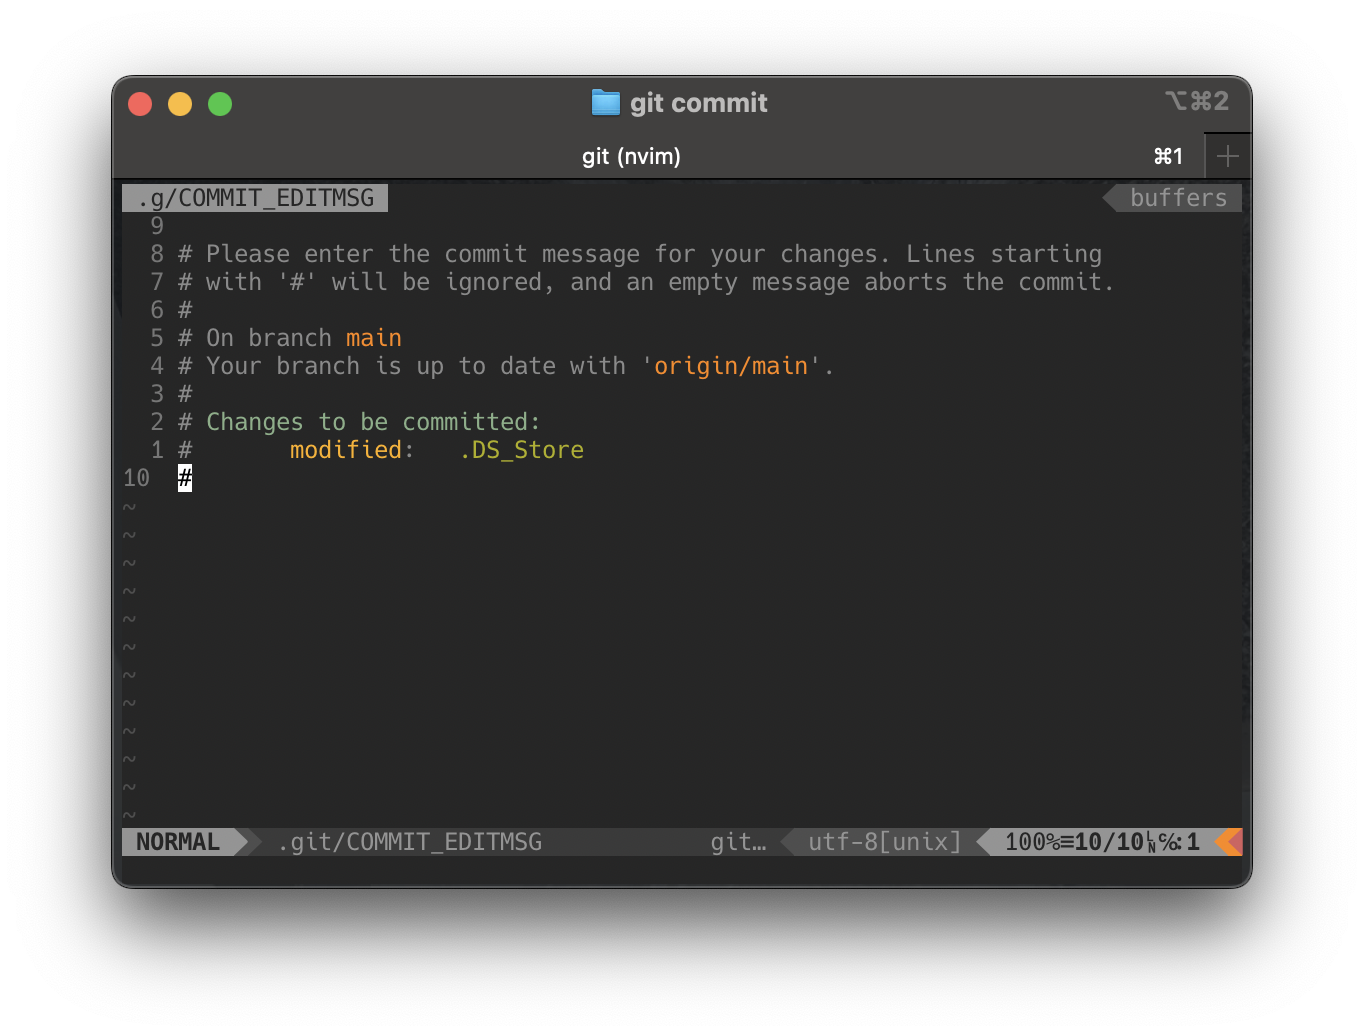 git commit
⌥⌘2
git (nvim)
⌘1
.g/COMMIT_EDITMSG
buffers
9
8 # Please enter the commit message for your changes. Lines starting
7 # with '#' will be ignored, and an empty message aborts the commit.
6 #
5 # On branch main
4 # Your branch is up to date with 'origin/main'.
3 #
2 # Changes to be committed:
1 #       modified:   .DS_Store
10 #
~
~
~
~
~
~
~
~
~
~
~
~
NORMAL .git/COMMIT_EDITMSG git… utf-8[unix] 100%≡10/10␤℅:1